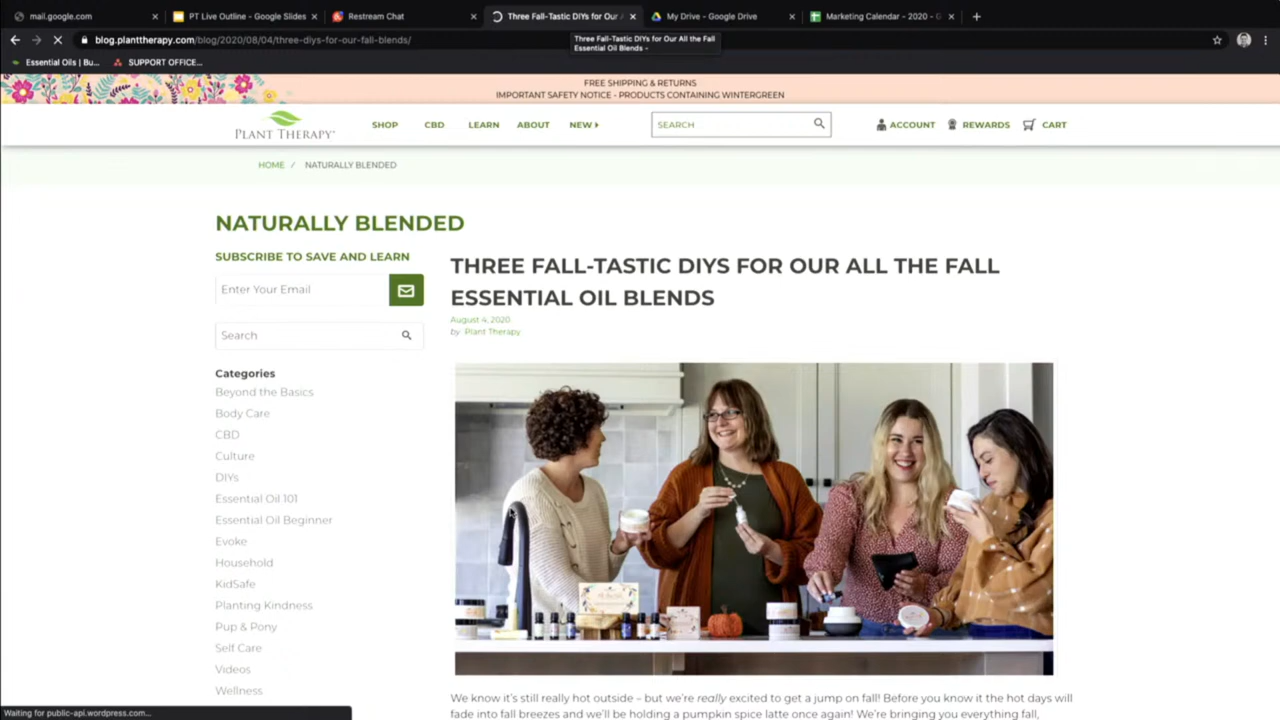 mail.google.com
PT Live Outline - Google Slides
Restream Chat
Three Fall-Tastic DIYs for Our A
My Drive - Google Drive
Marketing Calendar - 2020 - G
blog.planttherapy.com/blog/2020/08/04/three-diys-for-our-fall-blends/
Three Fall-Tastic DIYs for Our All the Fall
Essential Oil Blends -
Essential Oils | Bu...
SUPPORT OFFICE...
FREE SHIPPING & RETURNS
IMPORTANT SAFETY NOTICE - PRODUCTS CONTAINING WINTERGREEN
PLANT THERAPY
SHOP
CBD
LEARN
ABOUT
NEW
SEARCH
ACCOUNT
REWARDS
CART
HOME / NATURALLY BLENDED
NATURALLY BLENDED
SUBSCRIBE TO SAVE AND LEARN
Enter Your Email
Search
Categories
Beyond the Basics
Body Care
CBD
Culture
DIYs
Essential Oil 101
Essential Oil Beginner
Evoke
Household
KidSafe
Planting Kindness
Pup & Pony
Self Care
Videos
Wellness
THREE FALL-TASTIC DIYS FOR OUR ALL THE FALL
ESSENTIAL OIL BLENDS
August 4, 2020
by Plant Therapy
We know it's still really hot outside – but we're really excited to get a jump on fall! Before you know it the hot days will
fade into fall breezes and we'll be holding a pumpkin spice latte once again! We're bringing you everything fall,
Waiting for public-api.wordpress.com...